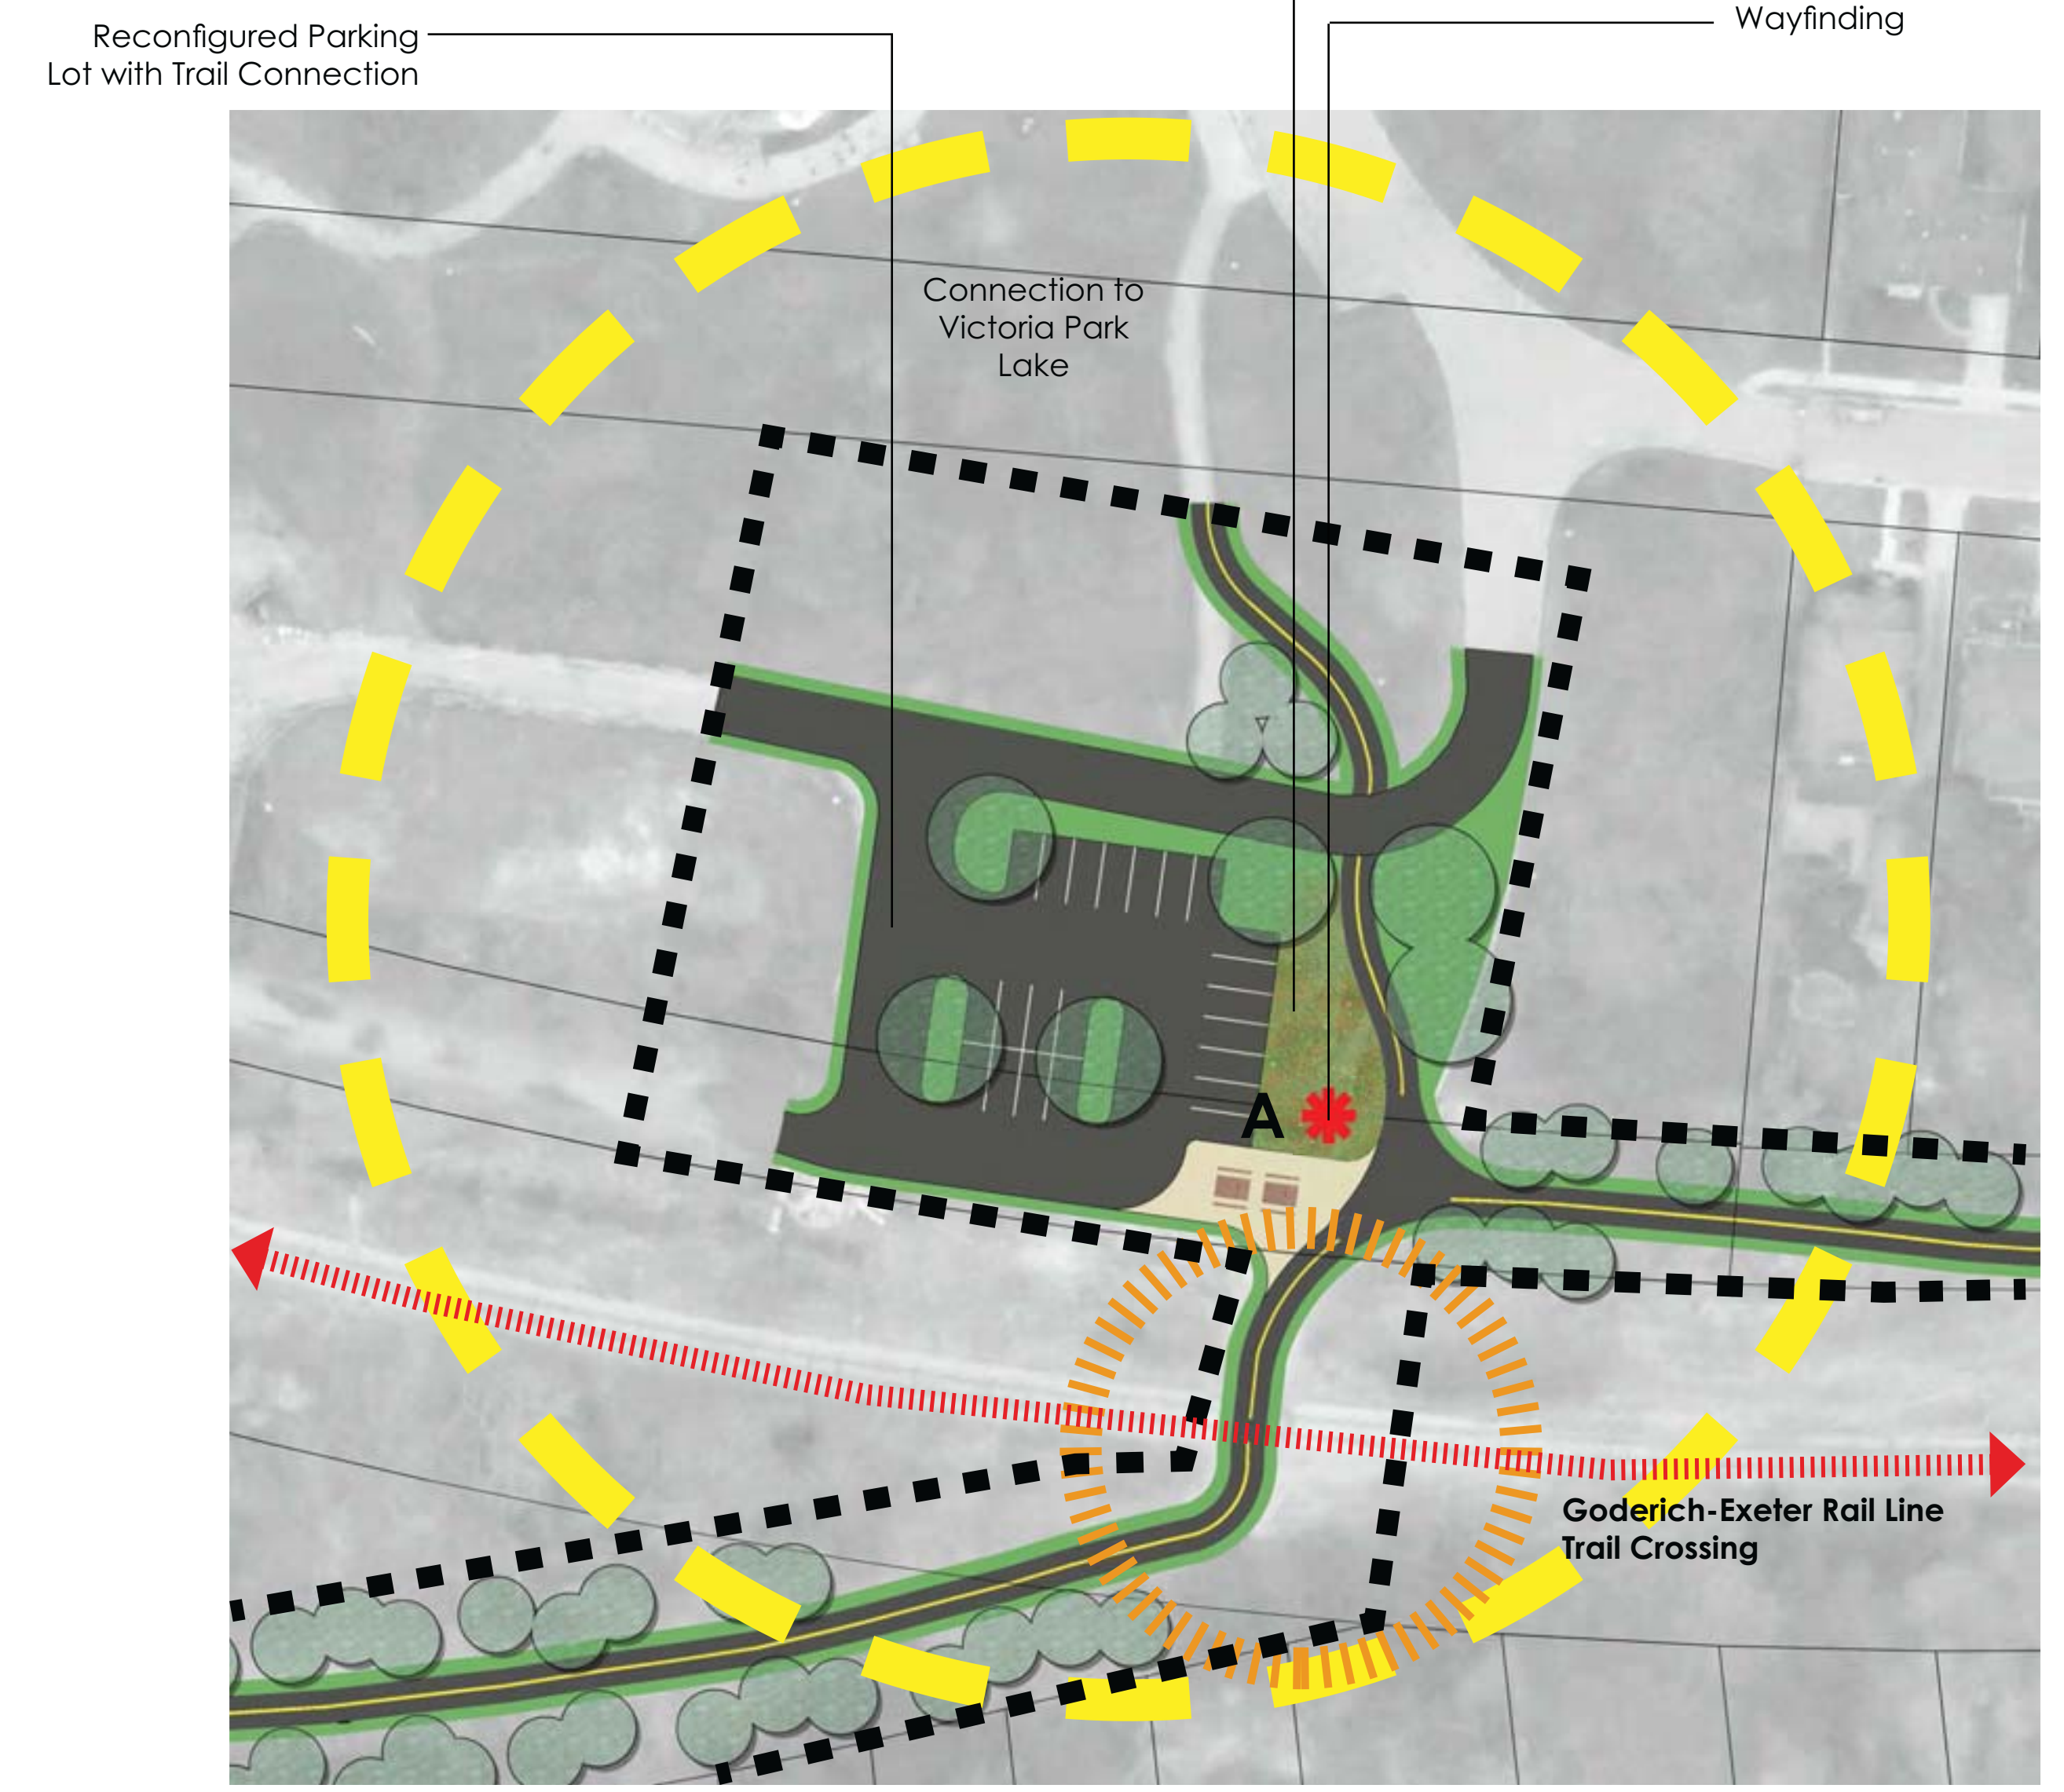 Reconfigured Parking
Lot with Trail Connection
Wayfinding
Connection to
Victoria Park
Lake
A
Goderich-Exeter Rail Line
Trail Crossing